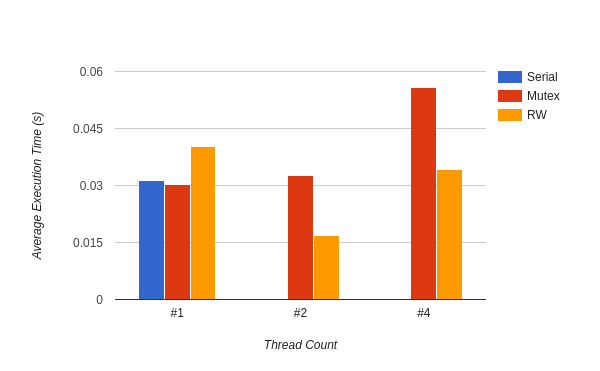 0.06
0.045
0.03
0.015
0
Average Execution Time (s)
#1
#2
#4
Thread Count
Serial
Mutex
RW